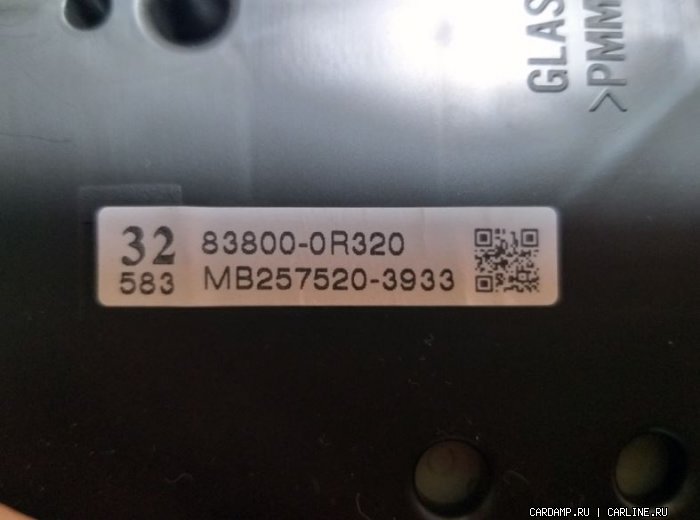 GLAS
>PMM
32 83800-0R320
583 MB257520-3933
CARDAMP.RU | CARLINE.RU